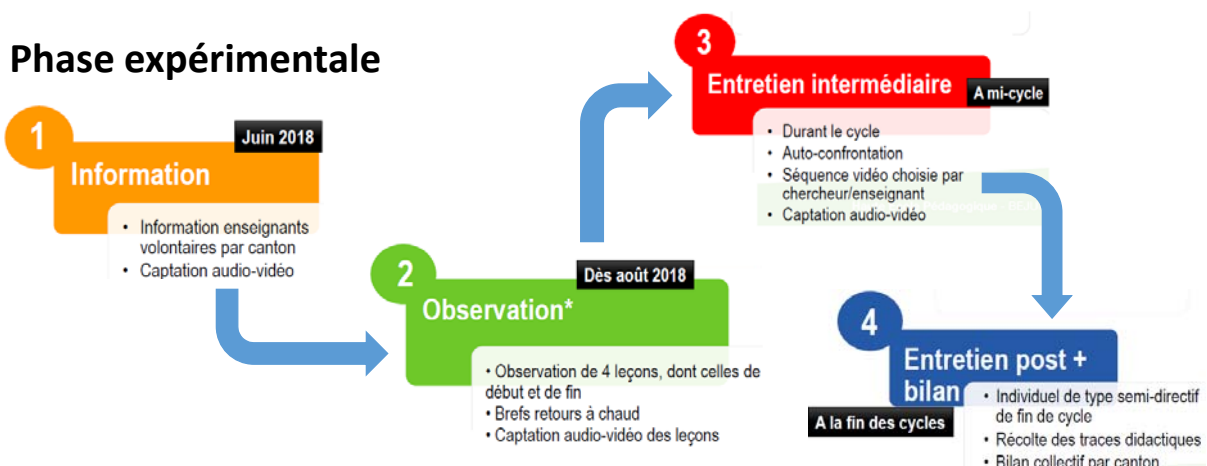 Phase expérimentale
1
Juin 2018
Information
• Information enseignants
volontaires par canton
• Captation audio-vidéo
2
Dès août 2018
Observation*
• Observation de 4 leçons, dont celles de
début et de fin
• Brefs retours à chaud
• Captation audio-vidéo des leçons
3
Entretien intermédiaire
A mi-cycle
• Durant le cycle
• Auto-confrontation
• Séquence vidéo choisie par
chercheur/enseignant
• Captation audio-vidéo
4
Entretien post +
bilan
A la fin des cycles
• Individuel de type semi-directif
de fin de cycle
• Récolte des traces didactiques
• Bilan collectif par canton